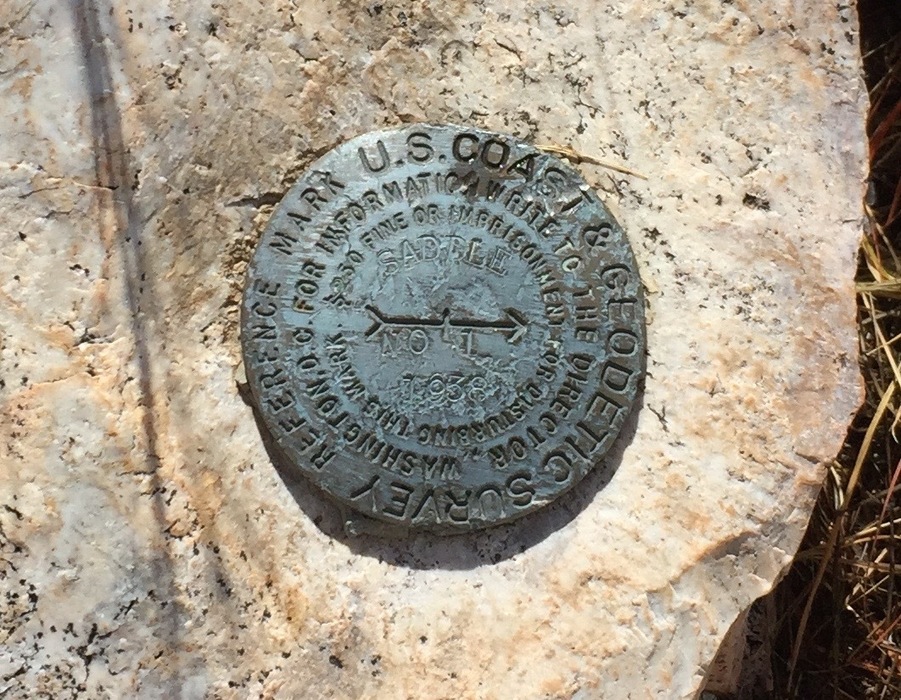 U.S. COAST & GEODETIC SURVEY
REFERENCE MARK
FOR INFORMATION WRITE TO THE DIRECTOR, WASHINGTON D.C.
$250 FINE OR IMPRISONMENT FOR DISTURBING THIS MARK.
SADDLE
NO 1
1938